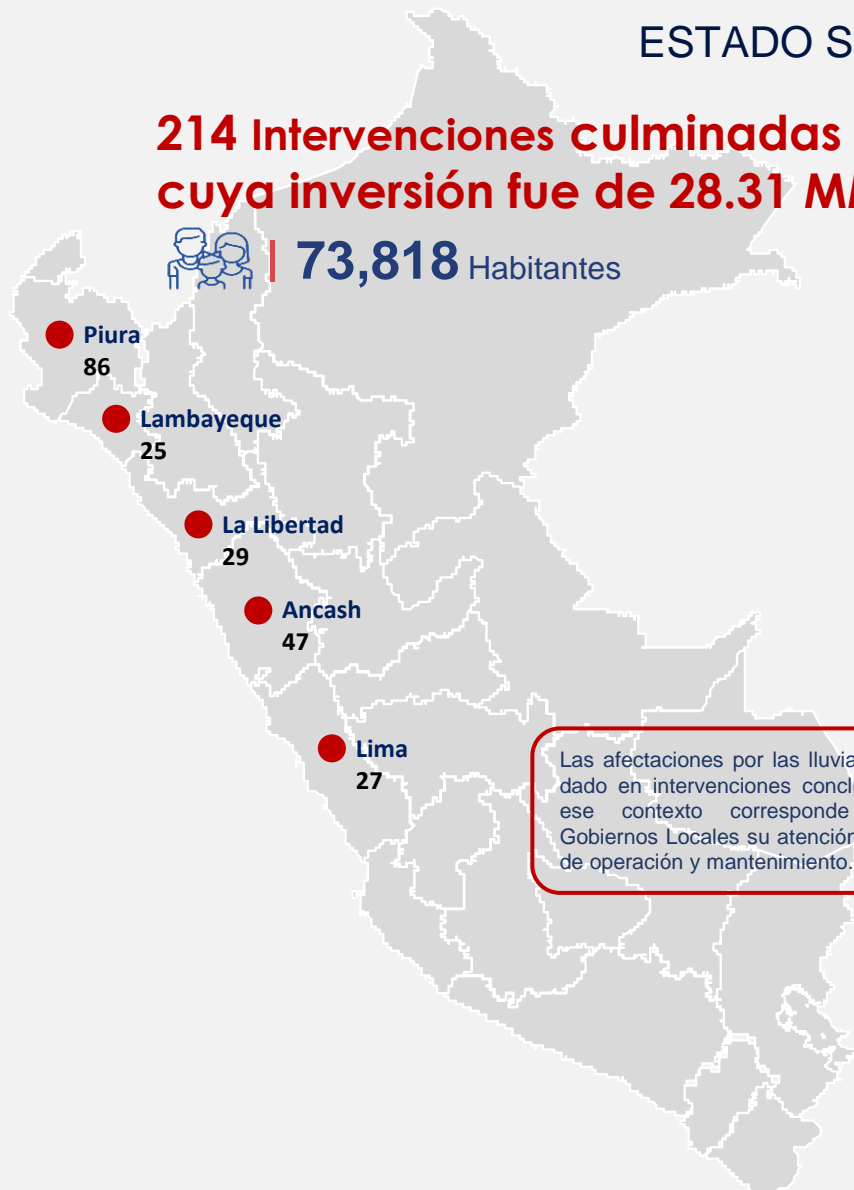 ESTADO S
214 Intervenciones culminadas
cuya inversión fue de 28.31 M
73,818 Habitantes
Piura
86
Lambayeque
25
La Libertad
29
Ancash
47
Lima
27
Las afectaciones por las lluvia
dado en intervenciones conclu
ese contexto corresponde
Gobiernos Locales su atención
de operación y mantenimiento.